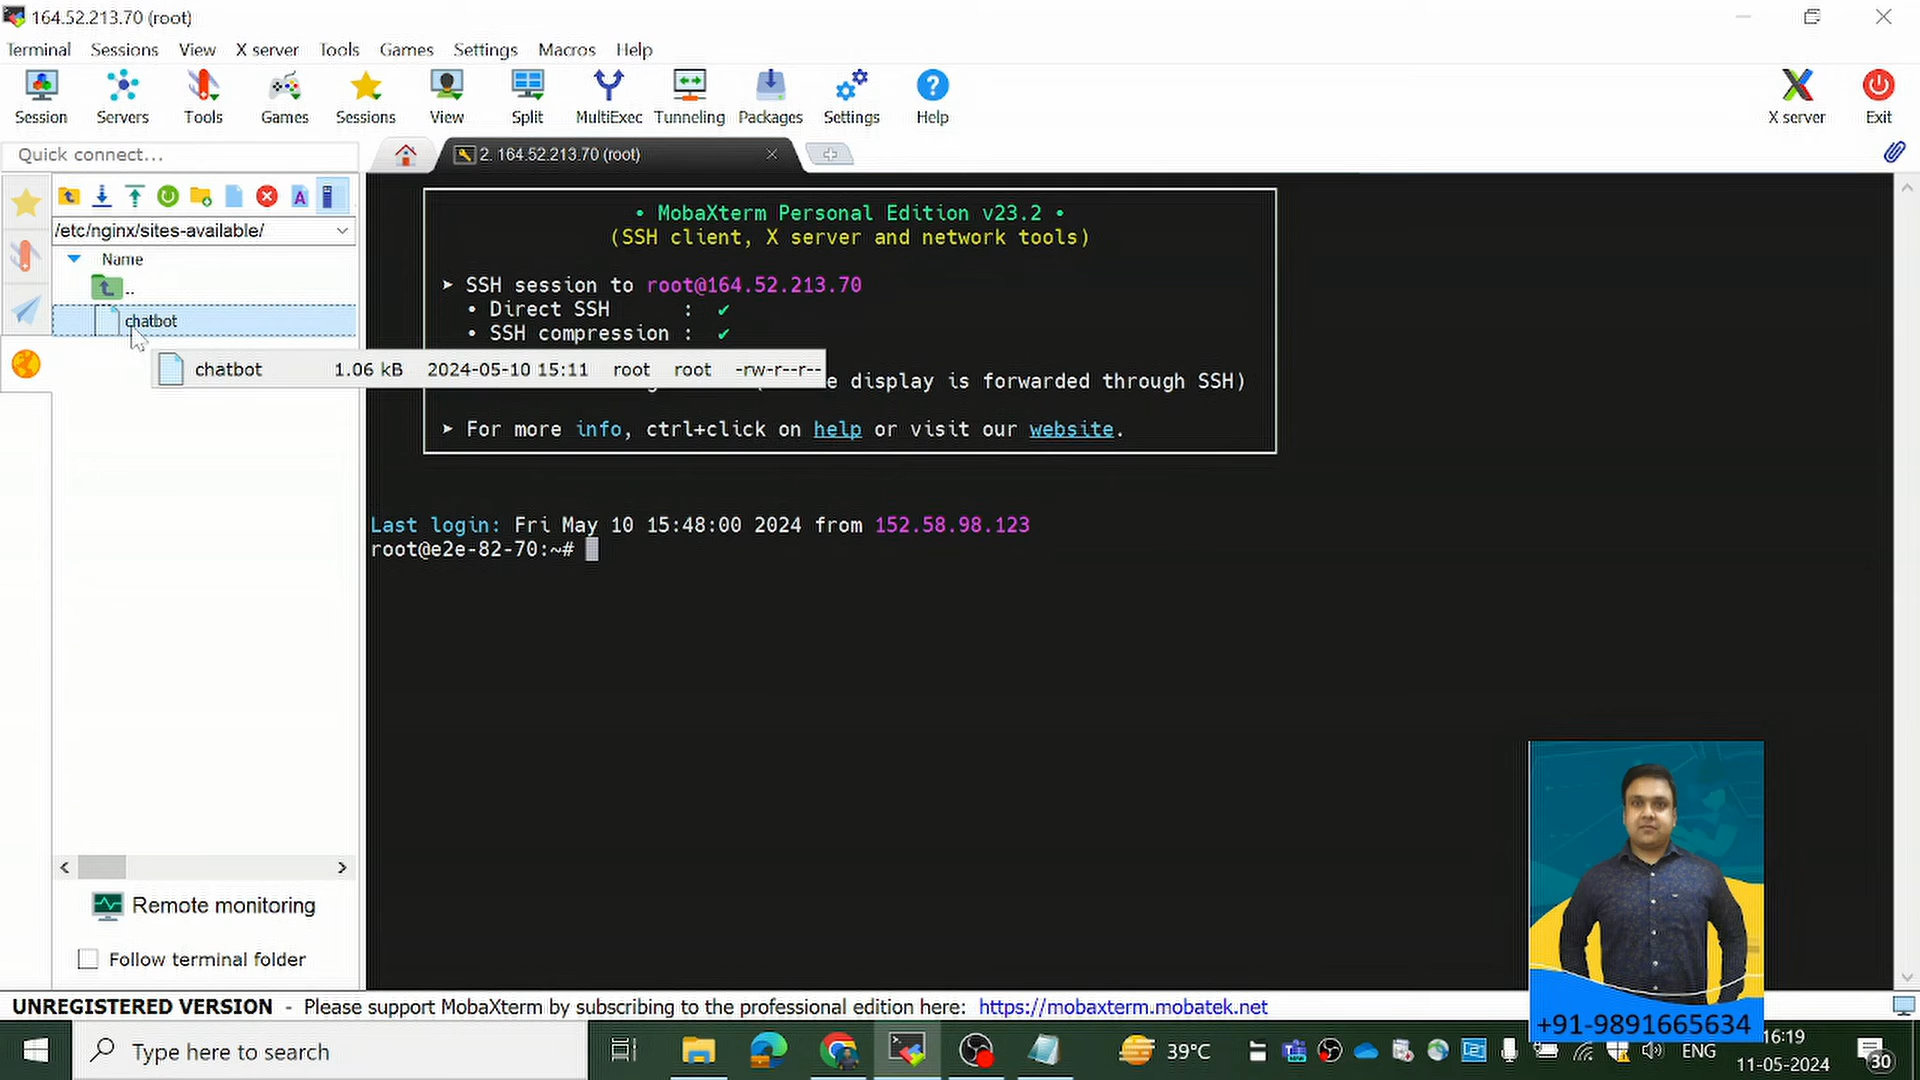 164.52.213.70 (root)
Terminal Sessions View X server Tools Games Settings Macros Help
Session Servers Tools Games Sessions View Split MultiExec Tunneling Packages Settings Help X server Exit
Quick connect...
2. 164.52.213.70 (root)
/etc/nginx/sites-available/
Name
..
chatbot
chatbot 1.06 kB 2024-05-10 15:11 root root -rw-r--r--
• MobaXterm Personal Edition v23.2 •
(SSH client, X server and network tools)
➤ SSH session to root@164.52.213.70
• Direct SSH : ✔
• SSH compression : ✔
e display is forwarded through SSH)
➤ For more info, ctrl+click on help or visit our website.
Last login: Fri May 10 15:48:00 2024 from 152.58.98.123
root@e2e-82-70:~#
Remote monitoring
Follow terminal folder
UNREGISTERED VERSION - Please support MobaXterm by subscribing to the professional edition here: https://mobaxterm.mobatek.net
+91-9891665634
Type here to search
39°C
ENG
16:19
11-05-2024
30